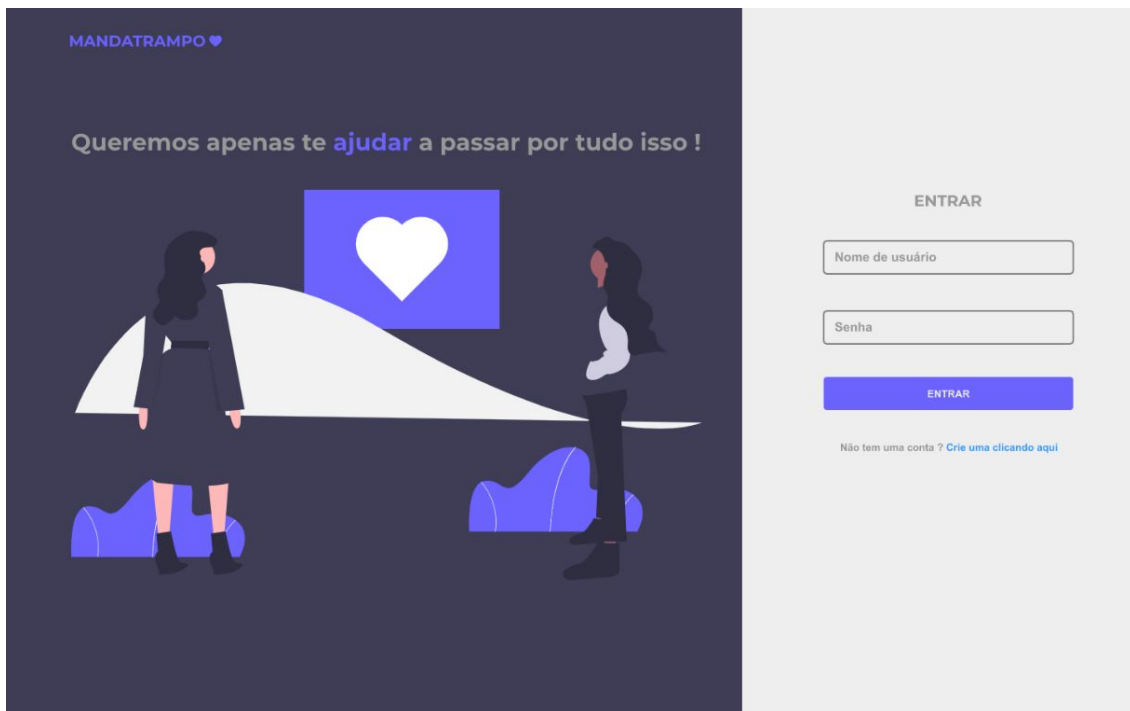 MANDATRAMPO
Queremos apenas te ajudar a passar por tudo isso !
ENTRAR
Nome de usuário
Senha
ENTRAR
Não tem uma conta ? Crie uma clicando aqui